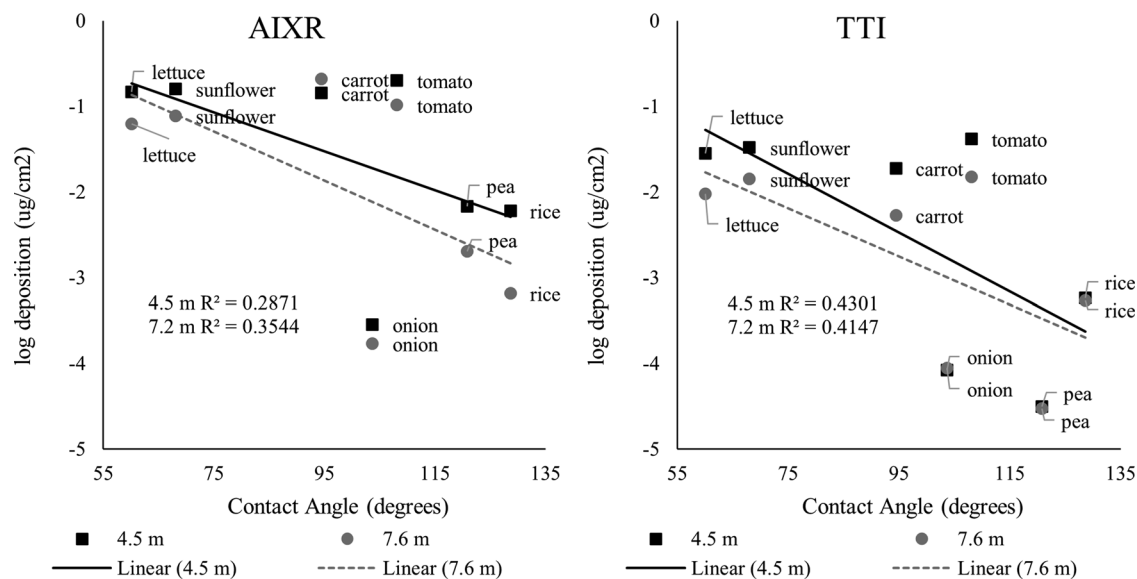 AIXR
0
-1
-2
-3
-4
-5
log deposition (ug/cm2)
lettuce
sunflower
carrot
carrot
tomato
tomato
sunflower
lettuce
pea
rice
pea
rice
4.5 m R² = 0.2871
7.2 m R² = 0.3544
onion
onion
55
75
95
115
135
Contact Angle (degrees)
4.5 m
7.6 m
Linear (4.5 m)
Linear (7.6 m)
TTI
0
-1
-2
-3
-4
-5
log deposition (ug/cm2)
lettuce
sunflower
tomato
carrot
sunflower
tomato
lettuce
carrot
rice
rice
4.5 m R² = 0.4301
7.2 m R² = 0.4147
onion
onion
pea
pea
55
75
95
115
135
Contact Angle (degrees)
4.5 m
7.6 m
Linear (4.5 m)
Linear (7.6 m)